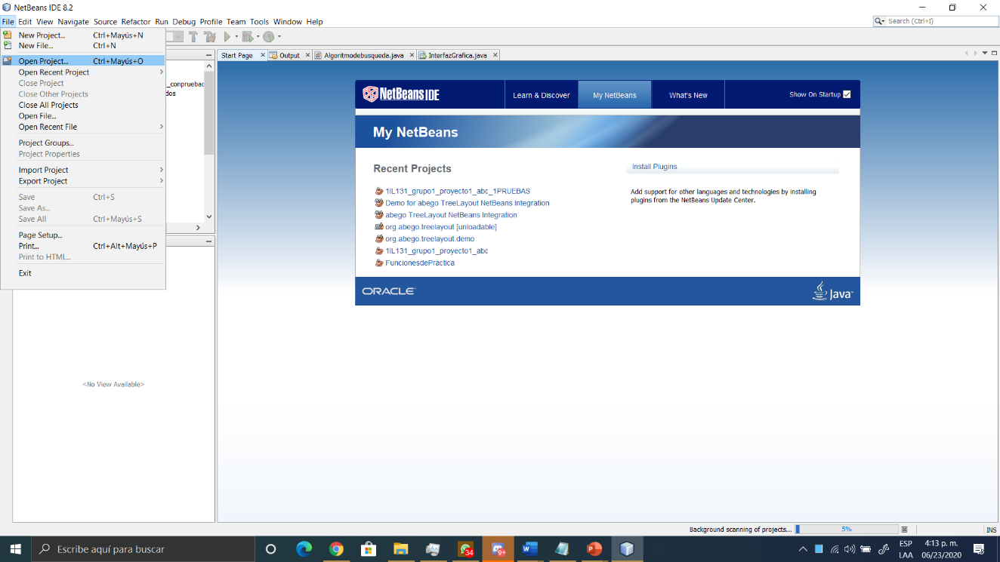 NetBeans IDE 8.2
File Edit View Navigate Source Refactor Run Debug Profile Team Tools Window Help
Search (Ctrl+I)
New Project... Ctrl+Mayús+N
New File... Ctrl+N
Open Project... Ctrl+Mayús+O
Open Recent Project
Close Project
Close Other Projects
Close All Projects
Open File...
Open Recent File
Project Groups...
Project Properties
Import Project
Export Project
Save Ctrl+S
Save As...
Save All Ctrl+Mayús+S
Page Setup...
Print... Ctrl+Alt+Mayús+P
Print to HTML...
Exit
_conpruebac
dos
<No View Available>
Start Page Output Algoritmodebusqueda.java InterfazGrafica.java
NetBeans IDE Learn & Discover My NetBeans What's New Show On Startup
My NetBeans
Recent Projects
1IL131_grupo1_proyecto1_abc_1PRUEBAS
Demo for abego TreeLayout NetBeans Integration
abego TreeLayout NetBeans Integration
org.abego.treelayout [unloadable]
org.abego.treelayout.demo
1IL131_grupo1_proyecto1_abc
FuncionesdePractica
Install Plugins
Add support for other languages and technologies by installing
plugins from the NetBeans Update Center.
ORACLE Java
Background scanning of projects... 5% INS
Escribe aquí para buscar
34
9+
ESP
LAA
4:13 p. m.
06/23/2020